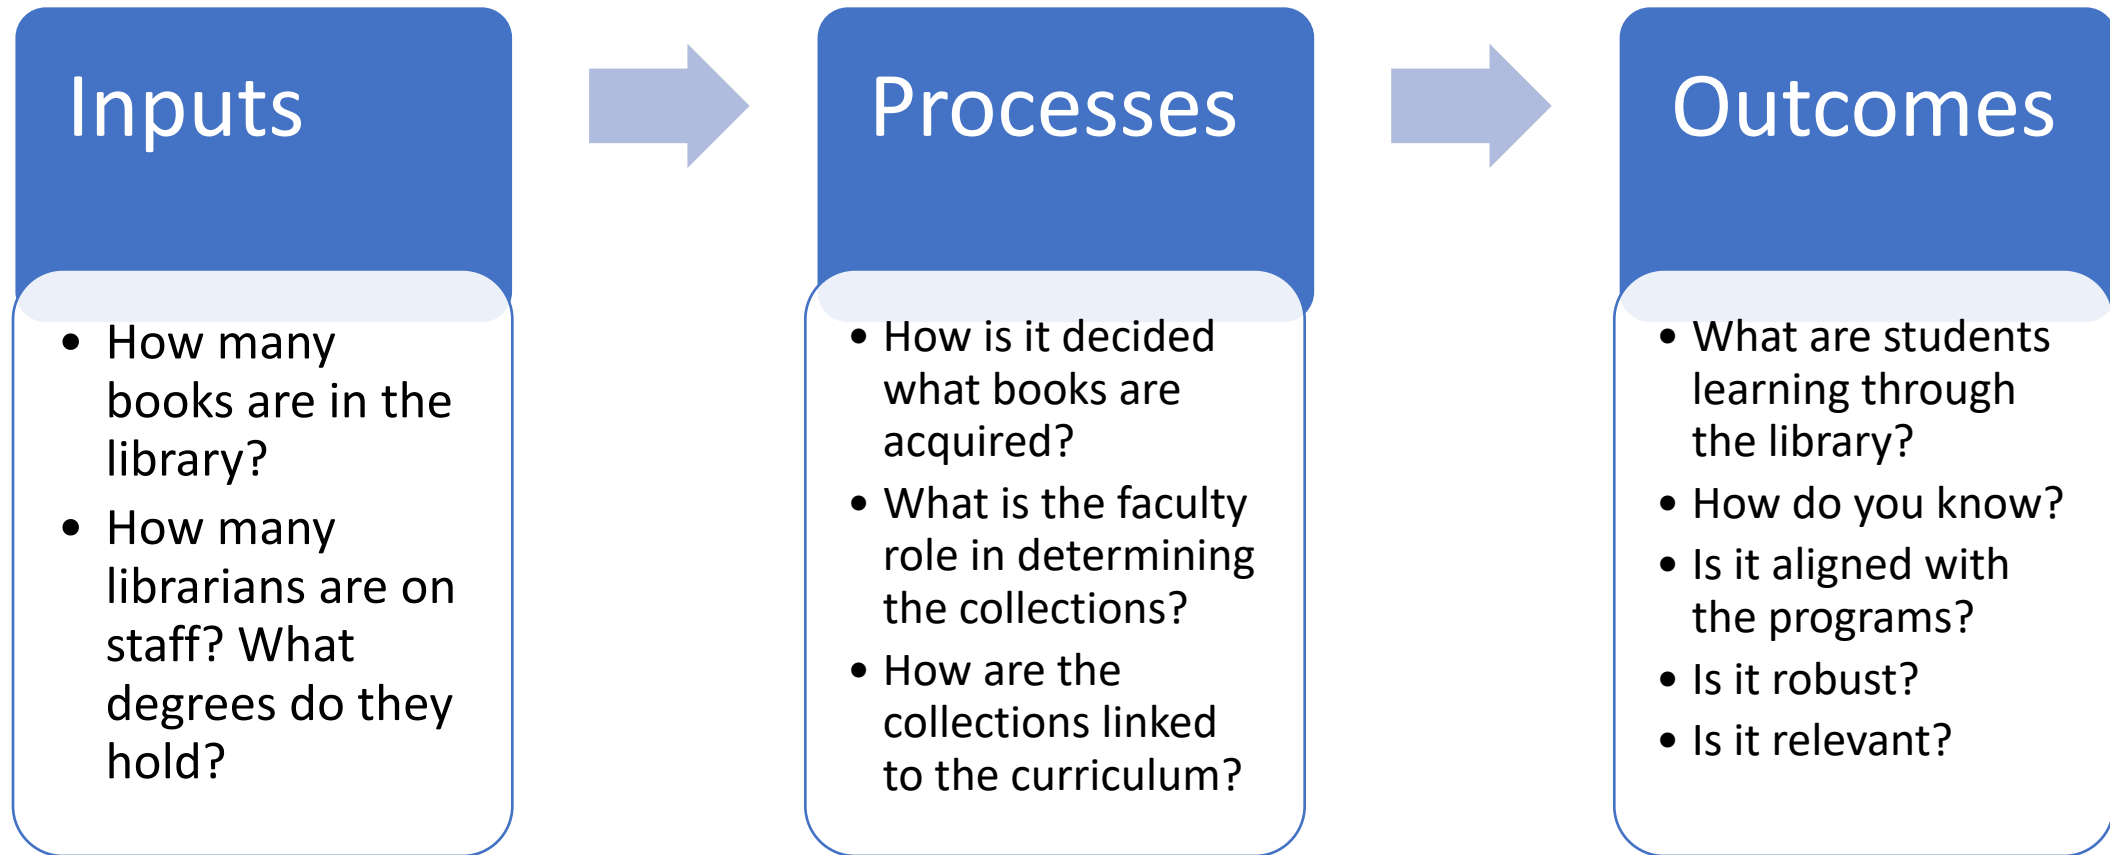 Inputs
• How many
books are in the
library?
• How many
librarians are on
staff? What
degrees do they
hold?
Processes
• How is it decided
what books are
acquired?
• What is the faculty
role in determining
the collections?
• How are the
collections linked
to the curriculum?
Outcomes
• What are students
learning through
the library?
• How do you know?
• Is it aligned with
the programs?
• Is it robust?
• Is it relevant?